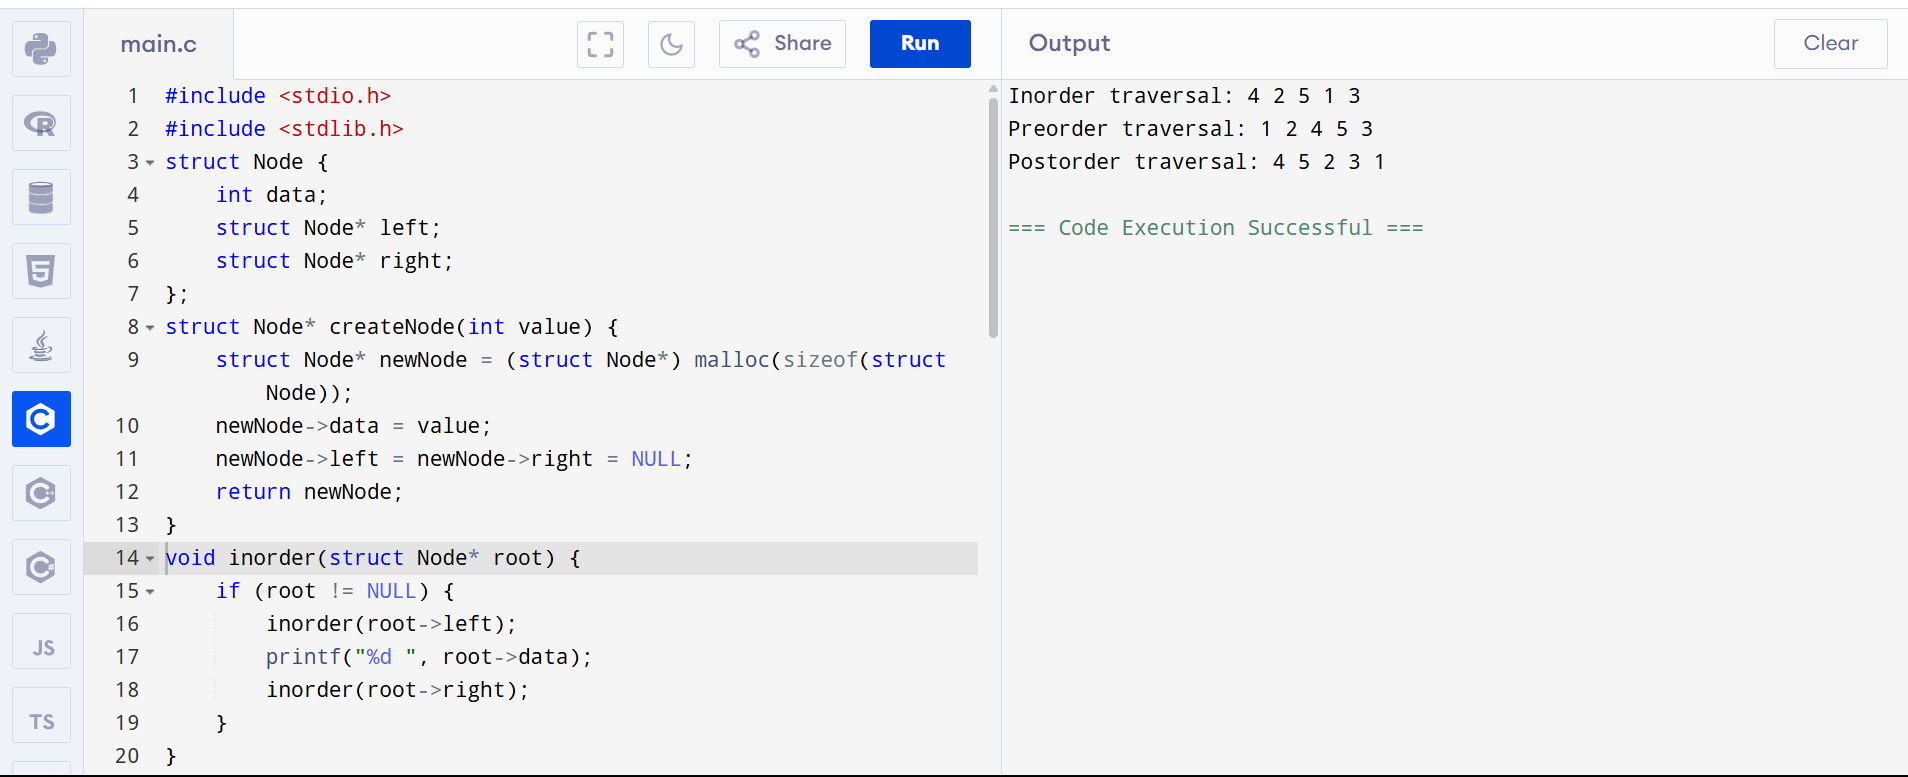 main.c
Share
Run
Output
Clear
1 #include <stdio.h>
2 #include <stdlib.h>
3 struct Node {
4 int data;
5 struct Node* left;
6 struct Node* right;
7 };
8 struct Node* createNode(int value) {
9 struct Node* newNode = (struct Node*) malloc(sizeof(struct
Node));
10 newNode->data = value;
11 newNode->left = newNode->right = NULL;
12 return newNode;
13 }
14 void inorder(struct Node* root) {
15 if (root != NULL) {
16 inorder(root->left);
17 printf("%d ", root->data);
18 inorder(root->right);
19 }
20 }
Inorder traversal: 4 2 5 1 3
Preorder traversal: 1 2 4 5 3
Postorder traversal: 4 5 2 3 1
=== Code Execution Successful ===
R
5
C
C++
C#
JS
TS